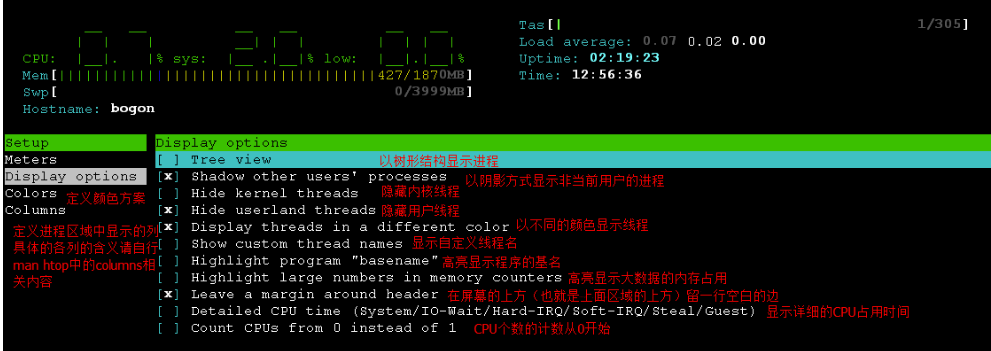 Tas[| 1/305]
Load average: 0.07 0.02 0.00
CPU: |% sys: |% low: |%
Uptime: 02:19:23
Mem[||||||||||||||||||||||||||||||||427/1870MB]
Time: 12:56:36
Swp[ 0/3999MB]
Hostname: bogon
Setup
Display options
Meters
[ ] Tree view 以树形结构显示进程
Display options
[x] Shadow other users' processes 以阴影方式显示非当前用户的进程
Colors 定义颜色方案
[ ] Hide kernel threads 隐藏内核线程
Columns
[x] Hide userland threads 隐藏用户线程
定义进程区域中显示的列
具体的各列的含义请自行
man htop中的columns相
关内容
[x] Display threads in a different color 以不同的颜色显示线程
[ ] Show custom thread names 显示自定义线程名
[ ] Highlight program "basename" 高亮显示程序的基名
[ ] Highlight large numbers in memory counters 高亮显示大数据的内存占用
[x] Leave a margin around header 在屏幕的上方（也就是上面区域的上方）留一行空白的边
[ ] Detailed CPU time (System/IO-Wait/Hard-IRQ/Soft-IRQ/Steal/Guest) 显示详细的CPU占用时间
[ ] Count CPUs from 0 instead of 1 CPU个数的计数从0开始